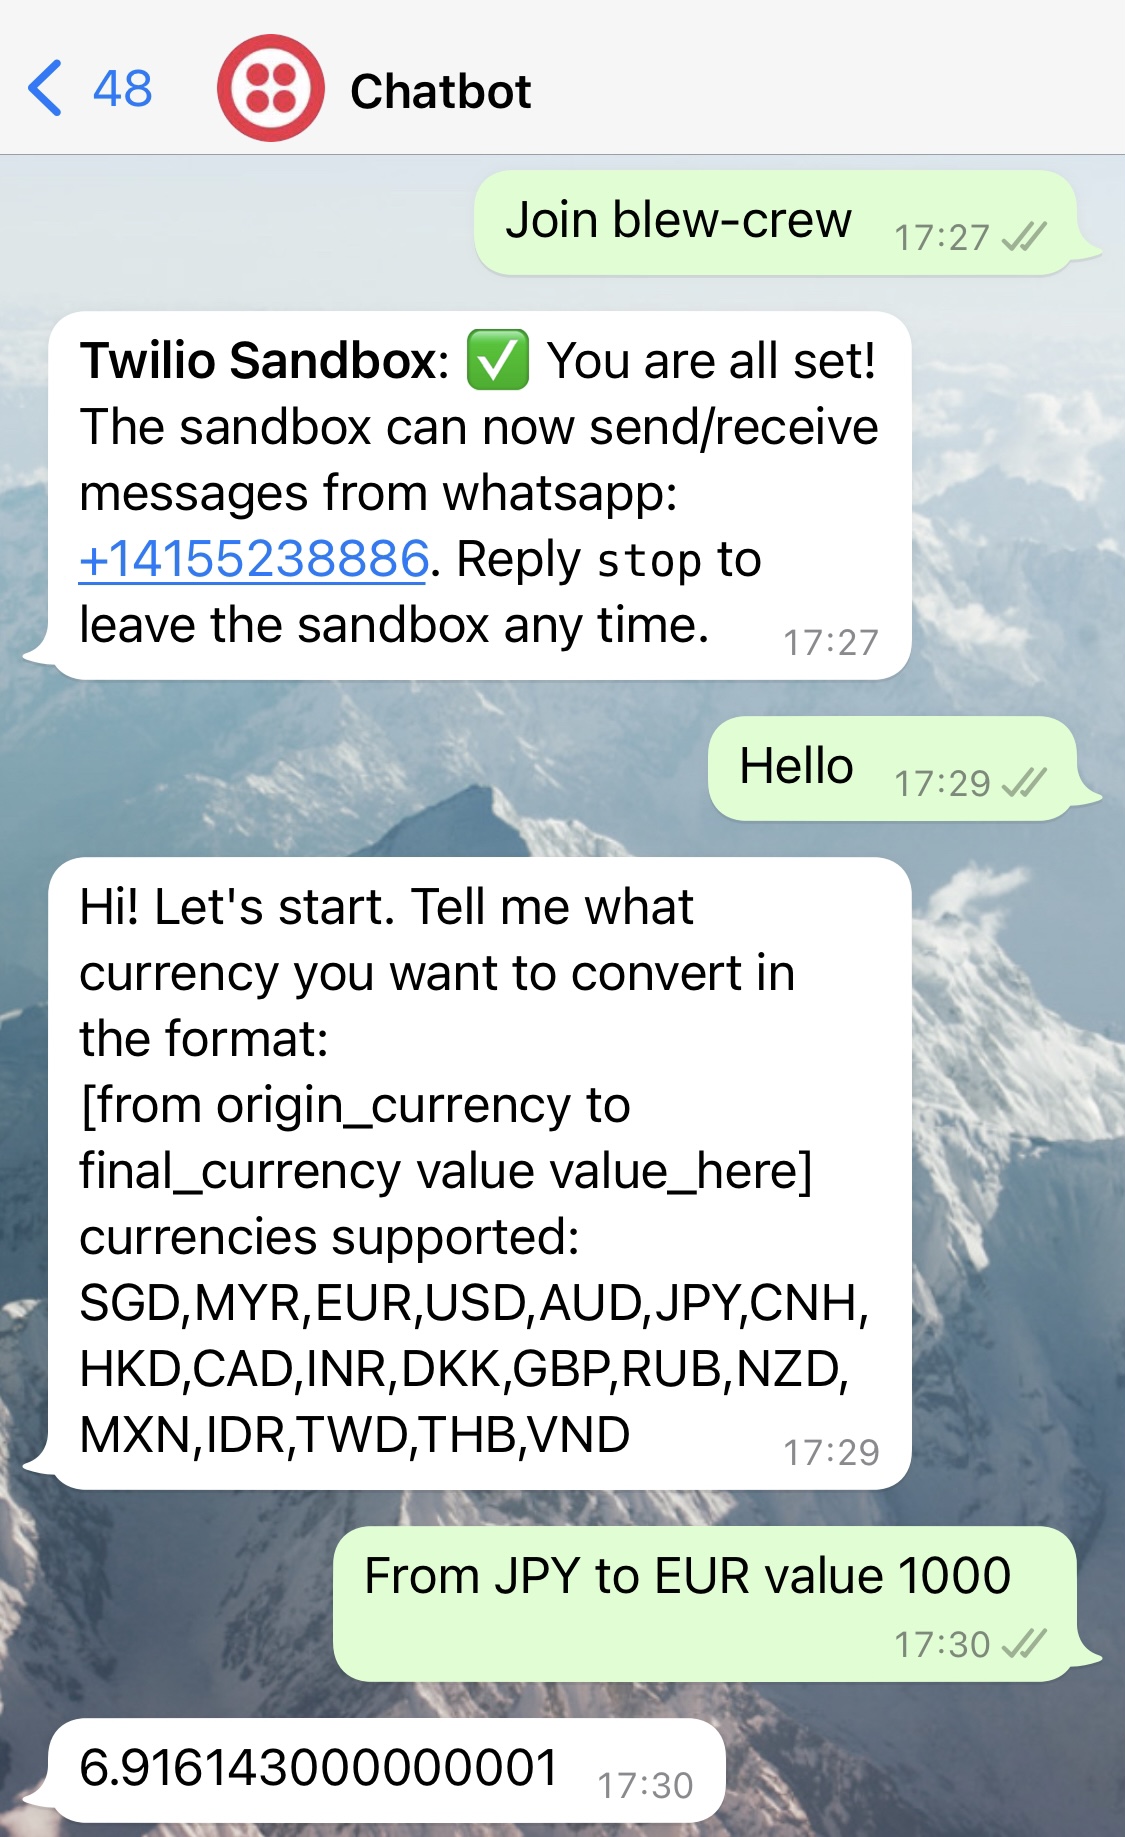 48 Chatbot
Join blew-crew 17:27
Twilio Sandbox: ✅ You are all set!
The sandbox can now send/receive
messages from whatsapp:
+14155238886. Reply stop to
leave the sandbox any time. 17:27
Hello 17:29
Hi! Let's start. Tell me what
currency you want to convert in
the format:
[from origin_currency to
final_currency value value_here]
currencies supported:
SGD,MYR,EUR,USD,AUD,JPY,CNH,
HKD,CAD,INR,DKK,GBP,RUB,NZD,
MXN,IDR,TWD,THB,VND 17:29
From JPY to EUR value 1000
17:30
6.916143000000001 17:30